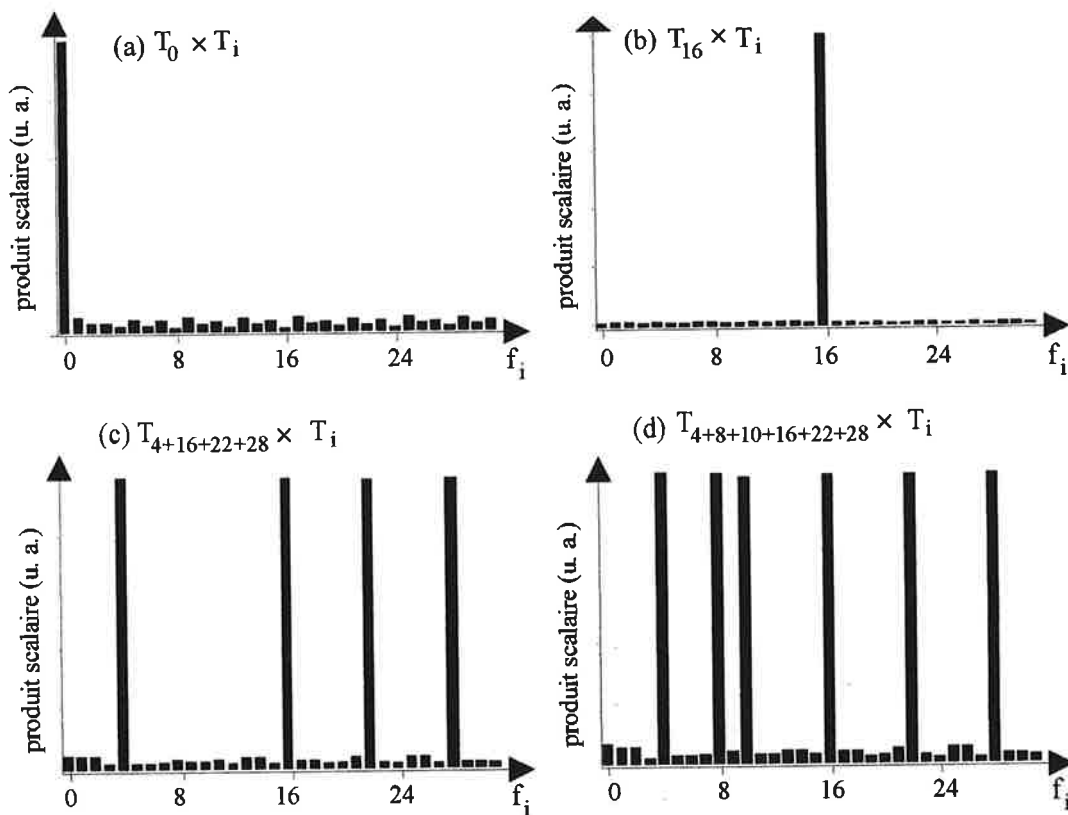 (a) T₀ × Tᵢ
produit scalaire (u. a.)
0 8 16 24 fᵢ
(b) T₁₆ × Tᵢ
produit scalaire (u. a.)
0 8 16 24 fᵢ
(c) T₄₊₁₆₊₂₂₊₂₈ × Tᵢ
produit scalaire (u. a.)
0 8 16 24 fᵢ
(d) T₄₊₈₊₁₀₊₁₆₊₂₂₊₂₈ × Tᵢ
produit scalaire (u. a.)
0 8 16 24 fᵢ